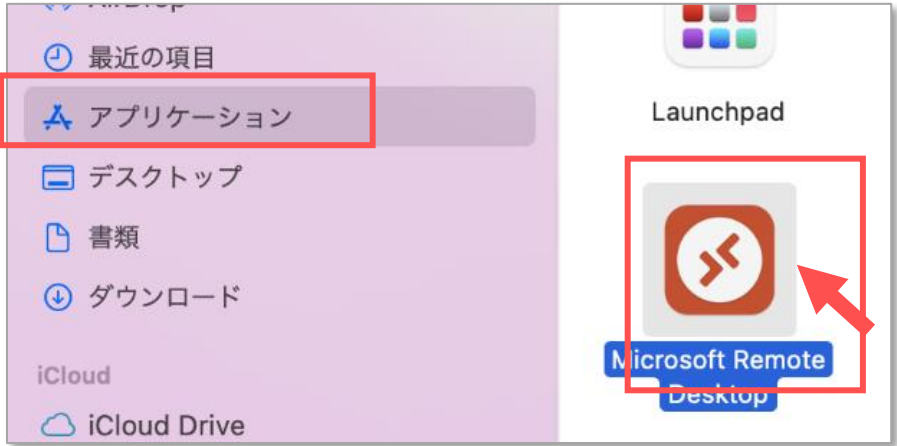 AirDrop
最近の項目
アプリケーション
デスクトップ
書類
ダウンロード
iCloud
iCloud Drive
Launchpad
Microsoft Remote
Desktop